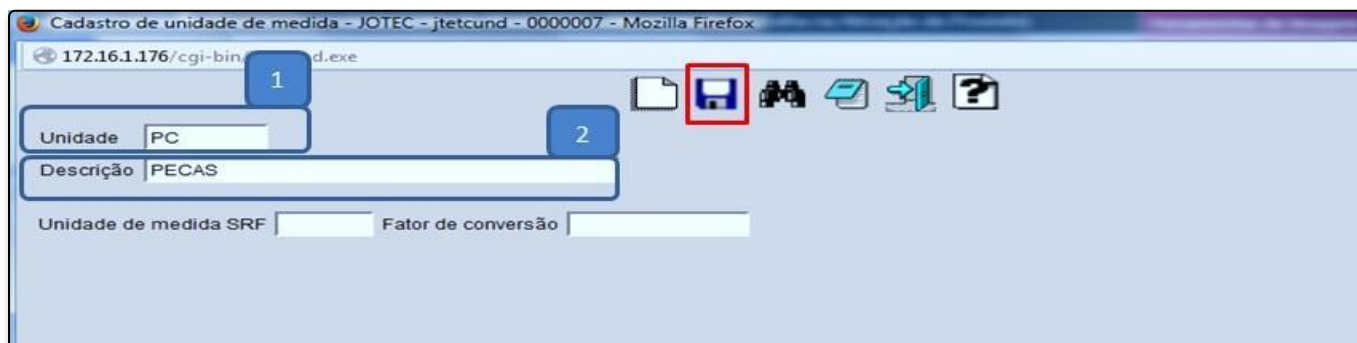 Cadastro de unidade de medida - JOTEC - jtetcund - 0000007 - Mozilla Firefox
172.16.1.176/cgi-bin/ d.exe
1
Unidade PC
2
Descrição PECAS
Unidade de medida SRF Fator de conversão